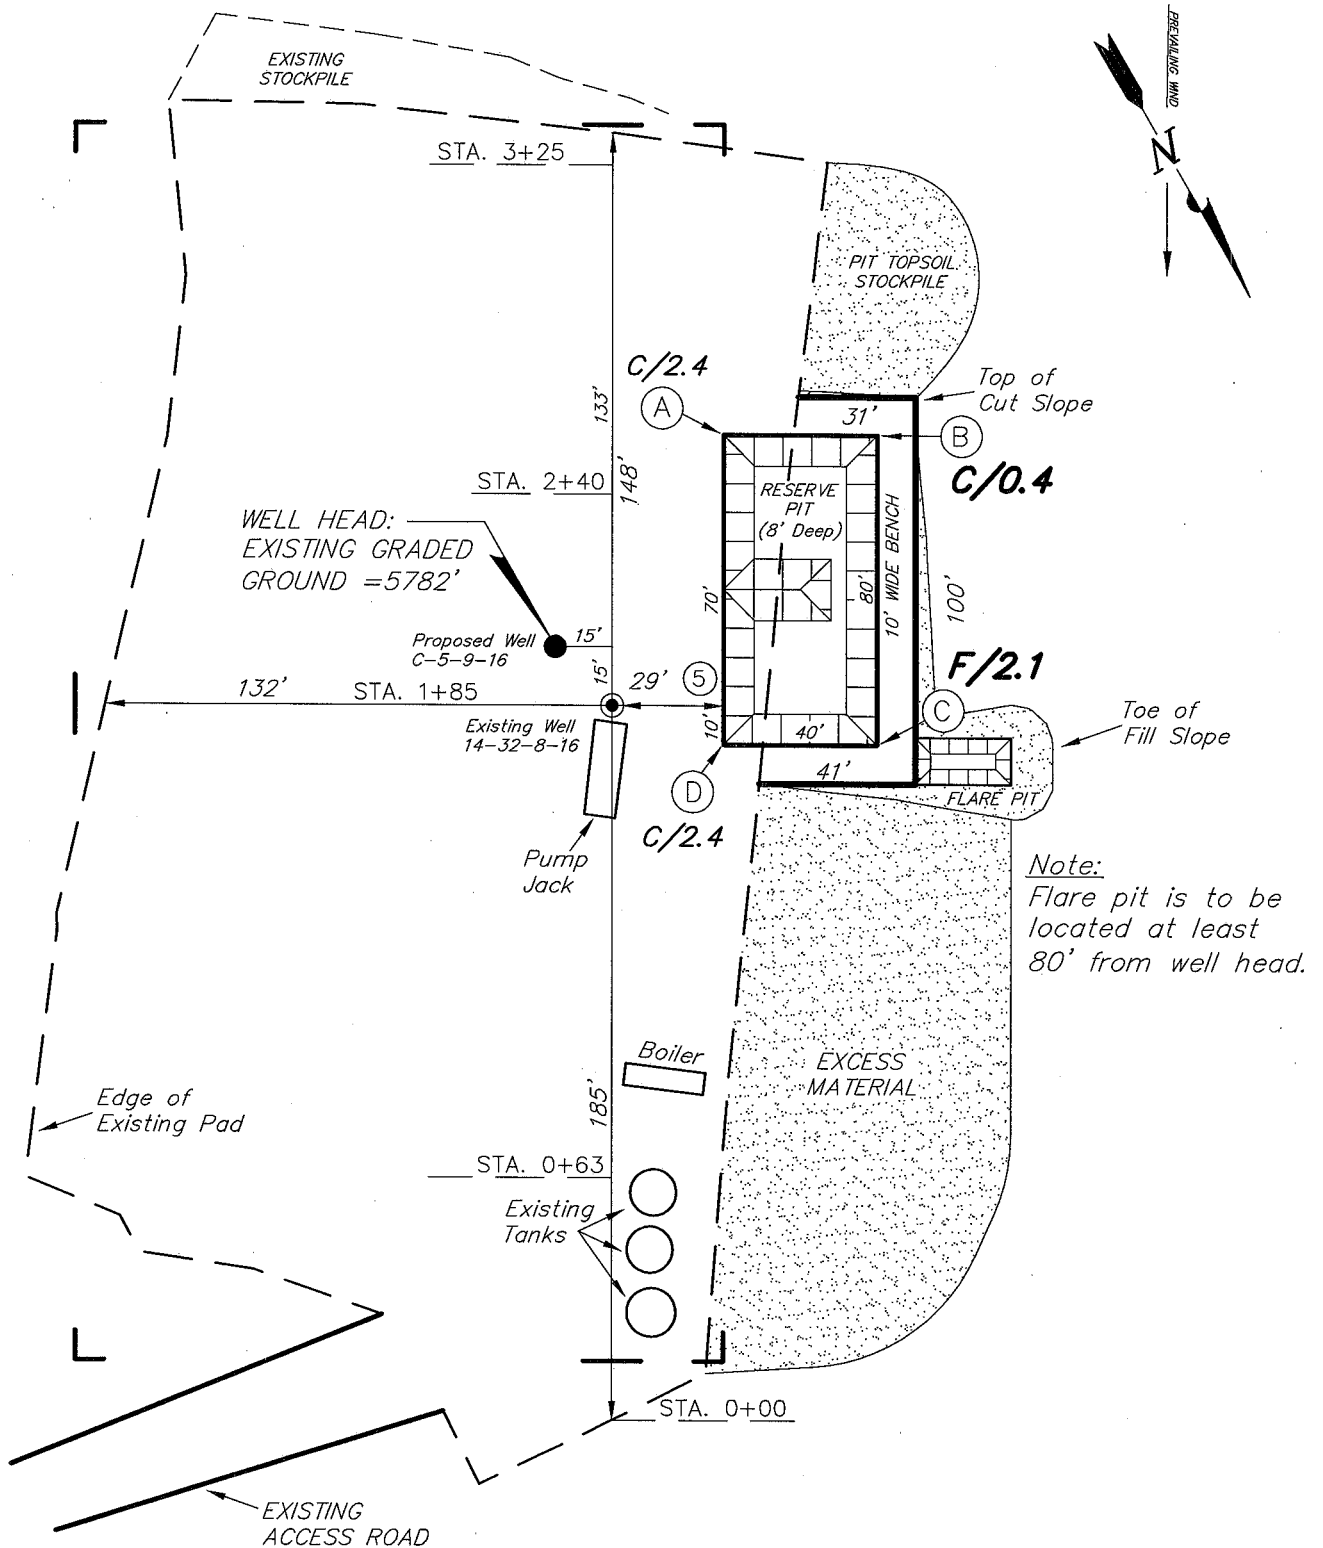 PREVAILING WIND
N
EXISTING
STOCKPILE
STA. 3+25
PIT TOPSOIL
STOCKPILE
C/2.4
A
133'
148'
31'
B
Top of
Cut Slope
C/0.4
STA. 2+40
RESERVE
PIT
(8' Deep)
10' WIDE BENCH
WELL HEAD:
EXISTING GRADED
GROUND =5782'
70'
80'
100'
Proposed Well
C-5-9-16
15'
15'
F/2.1
132'
STA. 1+85
29'
5
C
Existing Well
14-32-8-16
10'
40'
Toe of
Fill Slope
D
41'
FLARE PIT
C/2.4
Pump
Jack
Note:
Flare pit is to be
located at least
80' from well head.
Boiler
EXCESS
MATERIAL
185'
Edge of
Existing Pad
STA. 0+63
Existing
Tanks
STA. 0+00
EXISTING
ACCESS ROAD